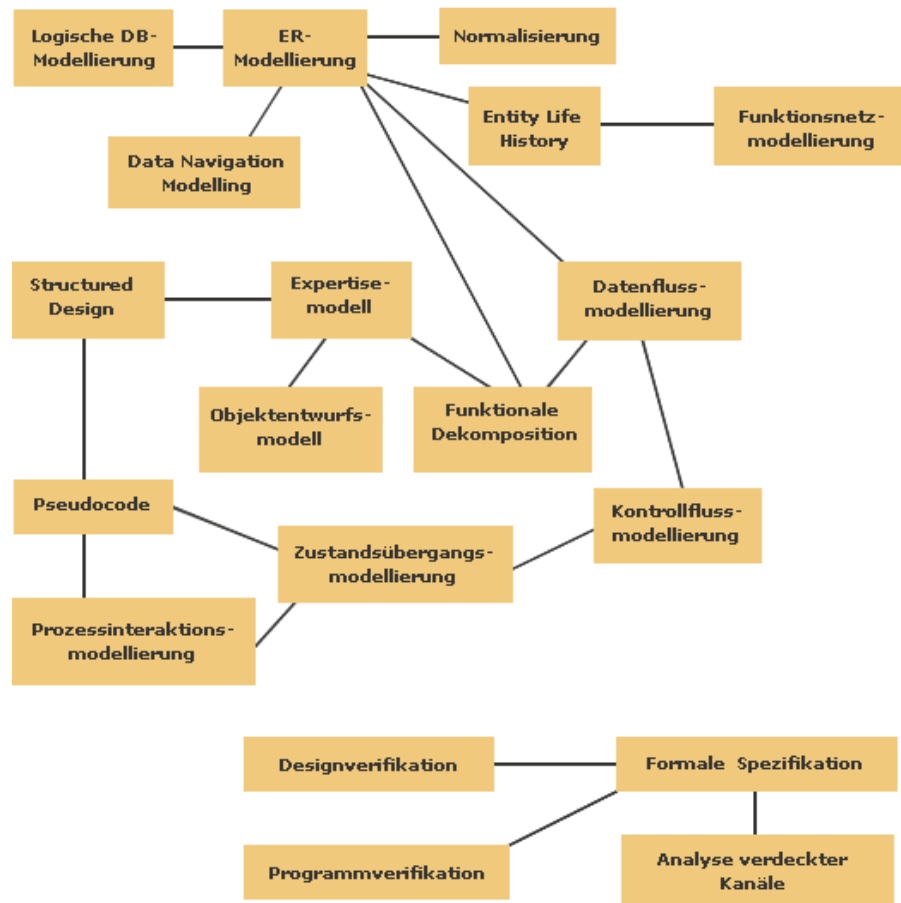 Logische DB-
Modellierung
ER-
Modellierung
Normalisierung
Entity Life
History
Funktionsnetz-
modellierung
Data Navigation
Modelling
Structured
Design
Expertise-
modell
Datenfluss-
modellierung
Objektentwurfs-
modell
Funktionale
Dekomposition
Pseudocode
Kontrollfluss-
modellierung
Zustandsübergangs-
modellierung
Prozessinteraktions-
modellierung
Designverifikation
Formale Spezifikation
Programmverifikation
Analyse verdeckter
Kanäle